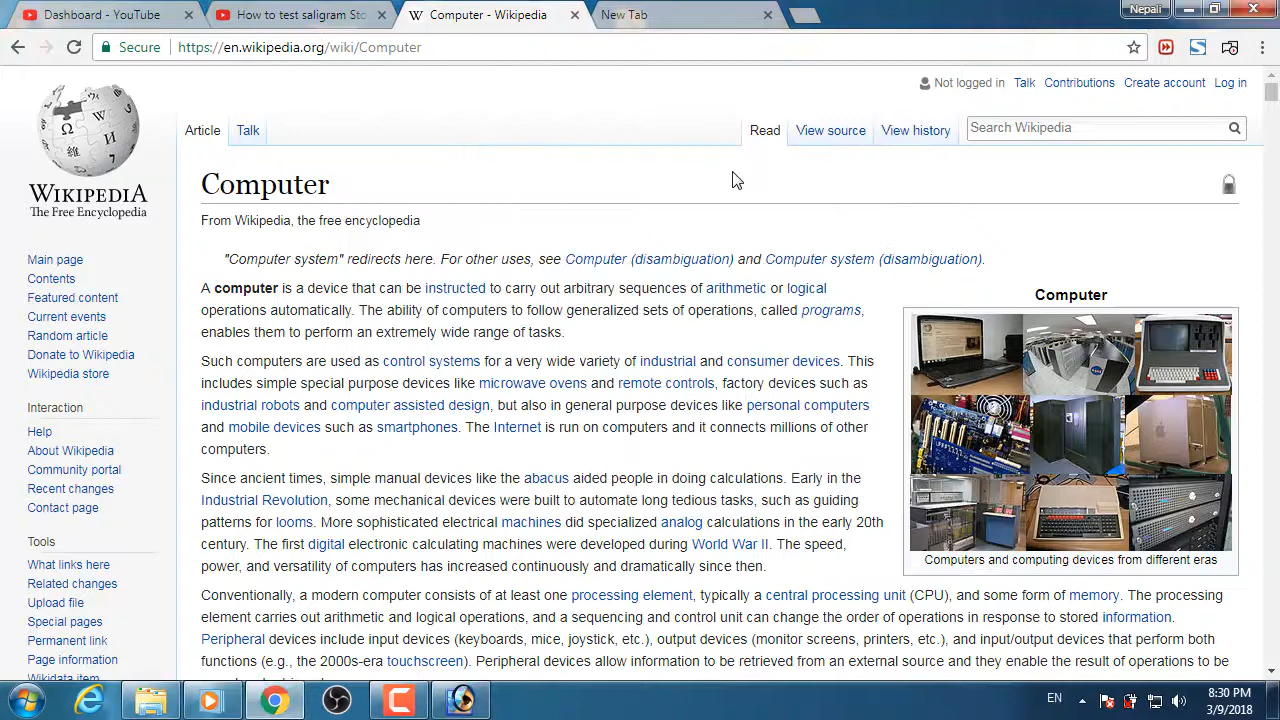 Dashboard - YouTube
How to test saligram Sto
Computer - Wikipedia
New Tab
Nepali
Secure
https://en.wikipedia.org/wiki/Computer
Not logged in Talk Contributions Create account Log in
Article Talk Read View source View history Search Wikipedia
WIKIPEDIA
The Free Encyclopedia
Main page
Contents
Featured content
Current events
Random article
Donate to Wikipedia
Wikipedia store
Interaction
Help
About Wikipedia
Community portal
Recent changes
Contact page
Tools
What links here
Related changes
Upload file
Special pages
Permanent link
Page information
Wikidata item
Computer
From Wikipedia, the free encyclopedia
"Computer system" redirects here. For other uses, see Computer (disambiguation) and Computer system (disambiguation).
A computer is a device that can be instructed to carry out arbitrary sequences of arithmetic or logical
operations automatically. The ability of computers to follow generalized sets of operations, called programs,
enables them to perform an extremely wide range of tasks.
Such computers are used as control systems for a very wide variety of industrial and consumer devices. This
includes simple special purpose devices like microwave ovens and remote controls, factory devices such as
industrial robots and computer assisted design, but also in general purpose devices like personal computers
and mobile devices such as smartphones. The Internet is run on computers and it connects millions of other
computers.
Since ancient times, simple manual devices like the abacus aided people in doing calculations. Early in the
Industrial Revolution, some mechanical devices were built to automate long tedious tasks, such as guiding
patterns for looms. More sophisticated electrical machines did specialized analog calculations in the early 20th
century. The first digital electronic calculating machines were developed during World War II. The speed,
power, and versatility of computers has increased continuously and dramatically since then.
Conventionally, a modern computer consists of at least one processing element, typically a central processing unit (CPU), and some form of memory. The processing
element carries out arithmetic and logical operations, and a sequencing and control unit can change the order of operations in response to stored information.
Peripheral devices include input devices (keyboards, mice, joystick, etc.), output devices (monitor screens, printers, etc.), and input/output devices that perform both
functions (e.g., the 2000s-era touchscreen). Peripheral devices allow information to be retrieved from an external source and they enable the result of operations to be
Computer
Computers and computing devices from different eras
EN
8:30 PM
3/9/2018